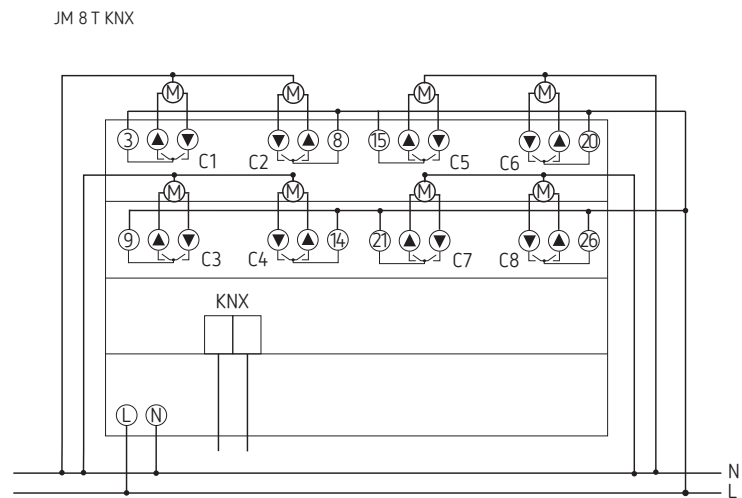 JM 8 T KNX
M M M M
3 8 15 20
C1 C2 C5 C6
M M M M
9 14 21 26
C3 C4 C7 C8
KNX
L N
N
L